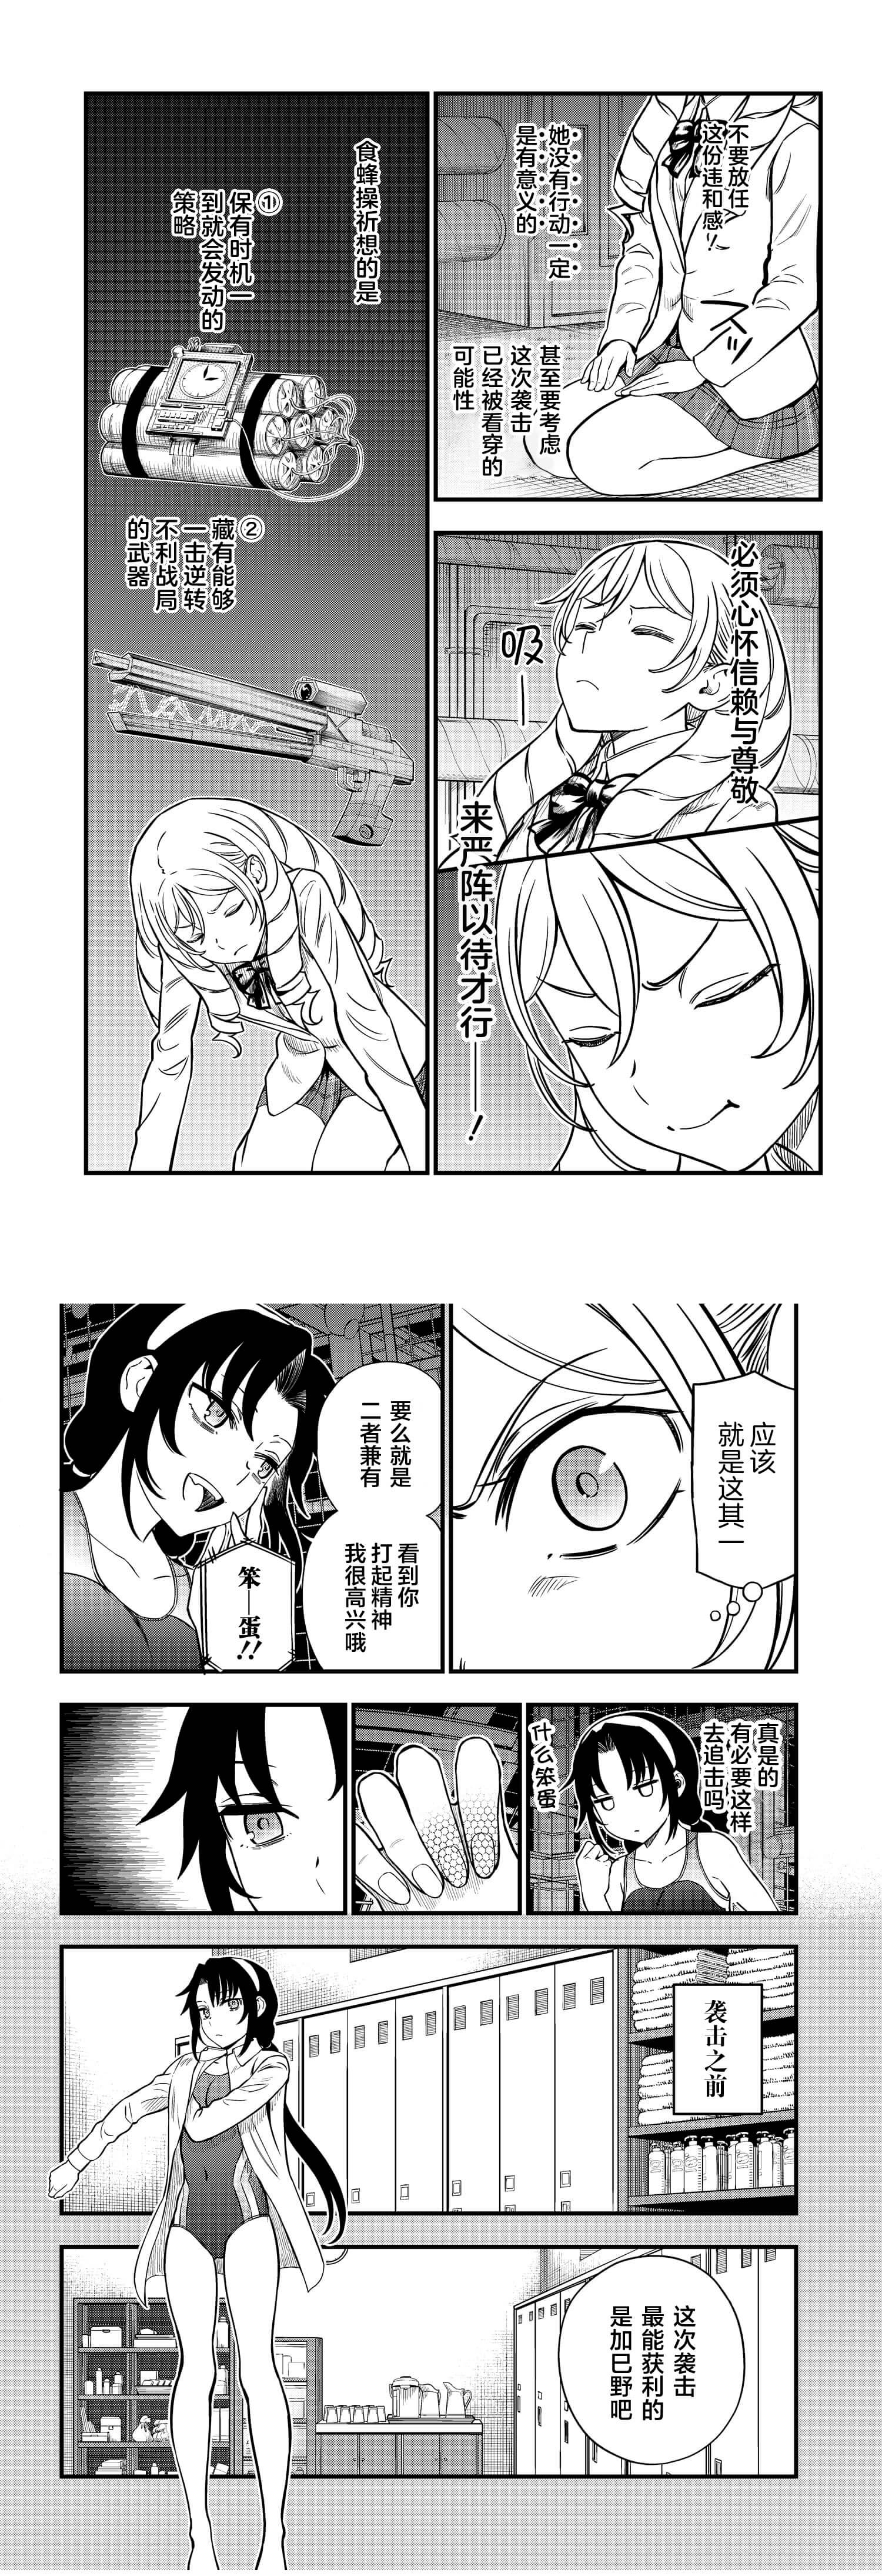 不要放任
这份违和感！
她没有行动一定
是有意义的
甚至要考虑
这次袭击
已经被看穿的
可能性
必须心怀信赖与尊敬
吸——
来严阵以待才行——！
食蜂操祈想的是
①
保有时机一
到就会发动的
策略
②
藏有能够
一击逆转
不利战局
的武器
应该
就是这其一
要么就是
二者兼有
看到你
打起精神
我很高兴哦
笨—蛋!!
真是的
有必要这样
去追击吗
什么笨蛋
袭击之前
这次袭击
最能获利的
是加巳野吧